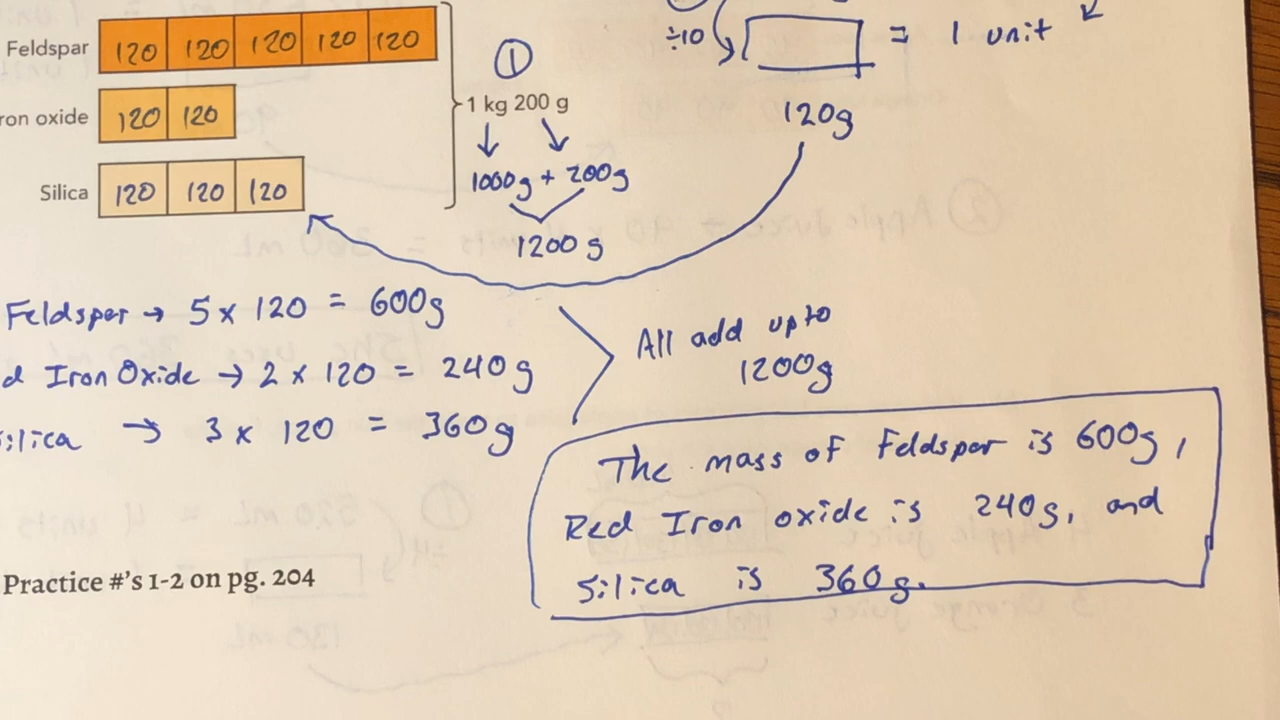 Feldspar 120 120 120 120 120
÷10 = 1 unit
①
ron oxide 120 120
1 kg 200 g
120g
Silica 120 120 120
1000g + 200g
1200 g
Feldspar → 5 x 120 = 600g
All add up to
1200g
d Iron Oxide → 2 x 120 = 240g
silica → 3 x 120 = 360g
The mass of Feldspar is 600g,
Red Iron oxide is 240g, and
silica is 360g.
Practice #'s 1-2 on pg. 204